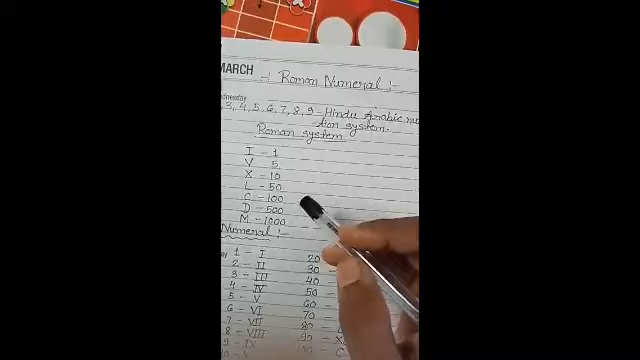 MARCH
:- Roman Numeral :-
3, 4, 5, 6, 7, 8, 9 - Hindu Arabic
tion system.
Roman system
I - 1
V 5
X - 10
L - 50
C - 100
D - 500
M - 1000
Numeral :-
1 - I 20
2 - II 30
3 - III 40 -
4 - IV 50 -
5 - V 60 -
6 - VI 70 -
7 - VII 80 -
8 - VIII 90 -
9 - IX 100 - C